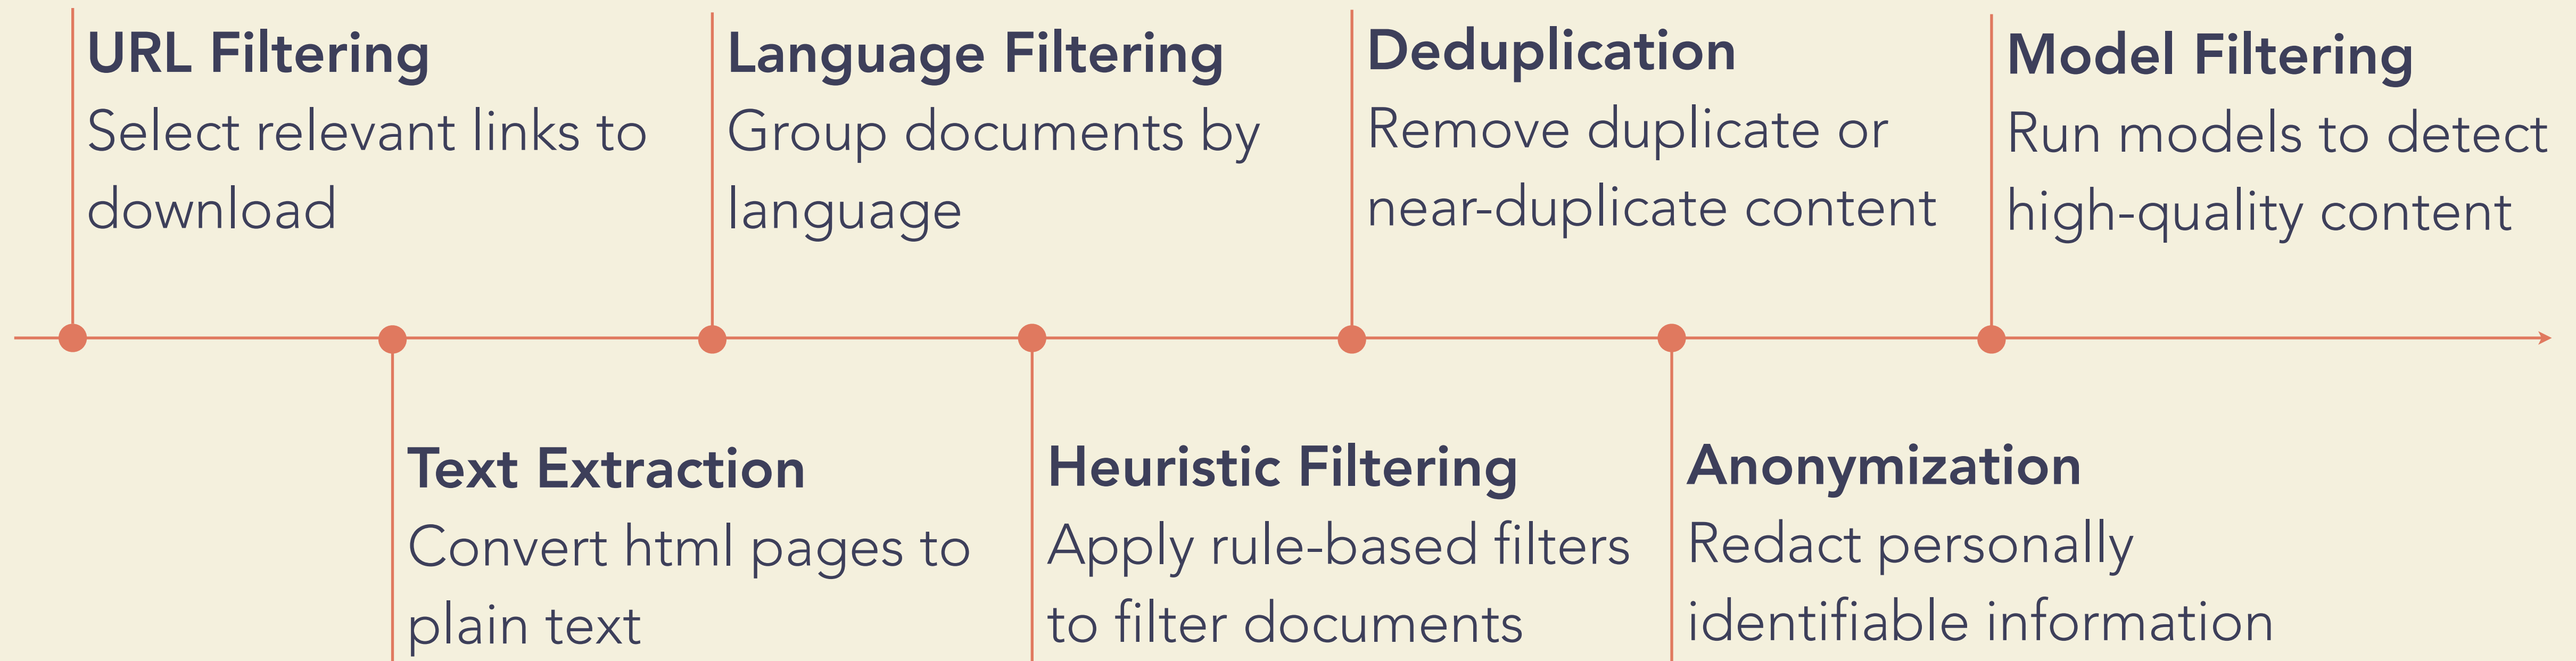 URL Filtering
Select relevant links to
download
Text Extraction
Convert html pages to
plain text
Language Filtering
Group documents by
language
Heuristic Filtering
Apply rule-based filters
to filter documents
Deduplication
Remove duplicate or
near-duplicate content
Anonymization
Redact personally
identifiable information
Model Filtering
Run models to detect
high-quality content